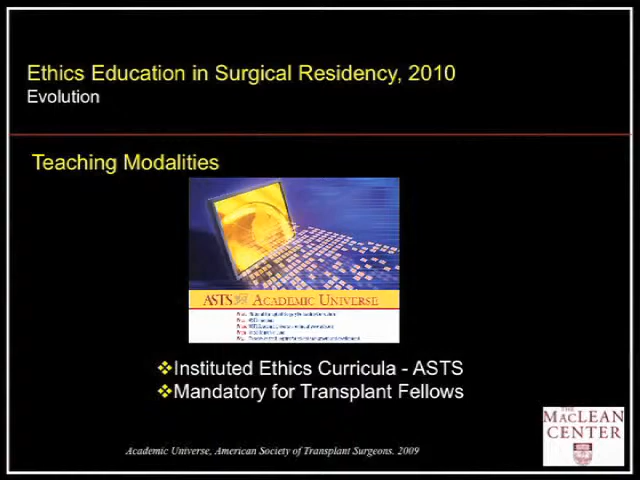 Ethics Education in Surgical Residency, 2010
Evolution
Teaching Modalities
ASTS ACADEMIC UNIVERSE
❖Instituted Ethics Curricula - ASTS
❖Mandatory for Transplant Fellows
THE
MACLEAN
CENTER
Academic Universe, American Society of Transplant Surgeons. 2009